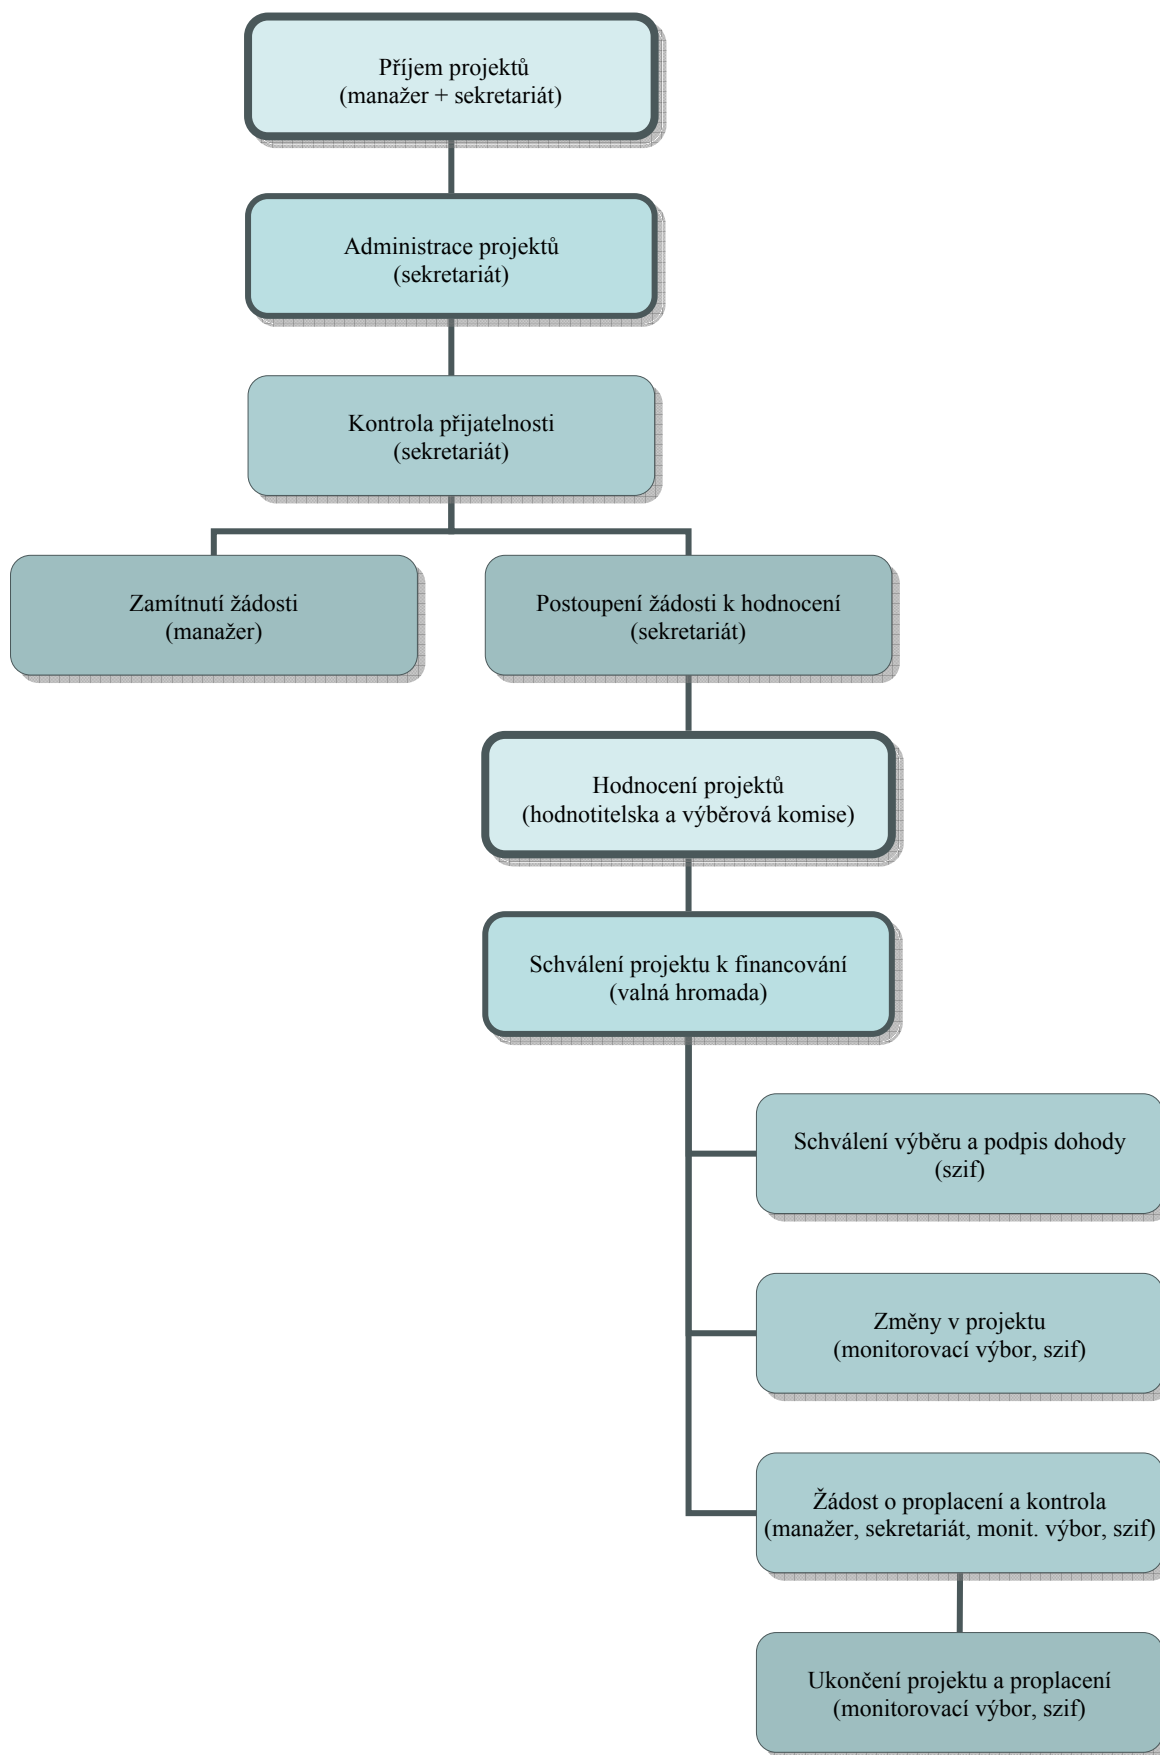 Příjem projektů
(manažer + sekretariát)
Administrace projektů
(sekretariát)
Kontrola přijatelnosti
(sekretariát)
Zamítnutí žádosti
(manažer)
Postoupení žádosti k hodnocení
(sekretariát)
Hodnocení projektů
(hodnotitelska a výběrová komise)
Schválení projektu k financování
(valná hromada)
Schválení výběru a podpis dohody
(szif)
Změny v projektu
(monitorovací výbor, szif)
Žádost o proplacení a kontrola
(manažer, sekretariát, monit. výbor, szif)
Ukončení projektu a proplacení
(monitorovací výbor, szif)